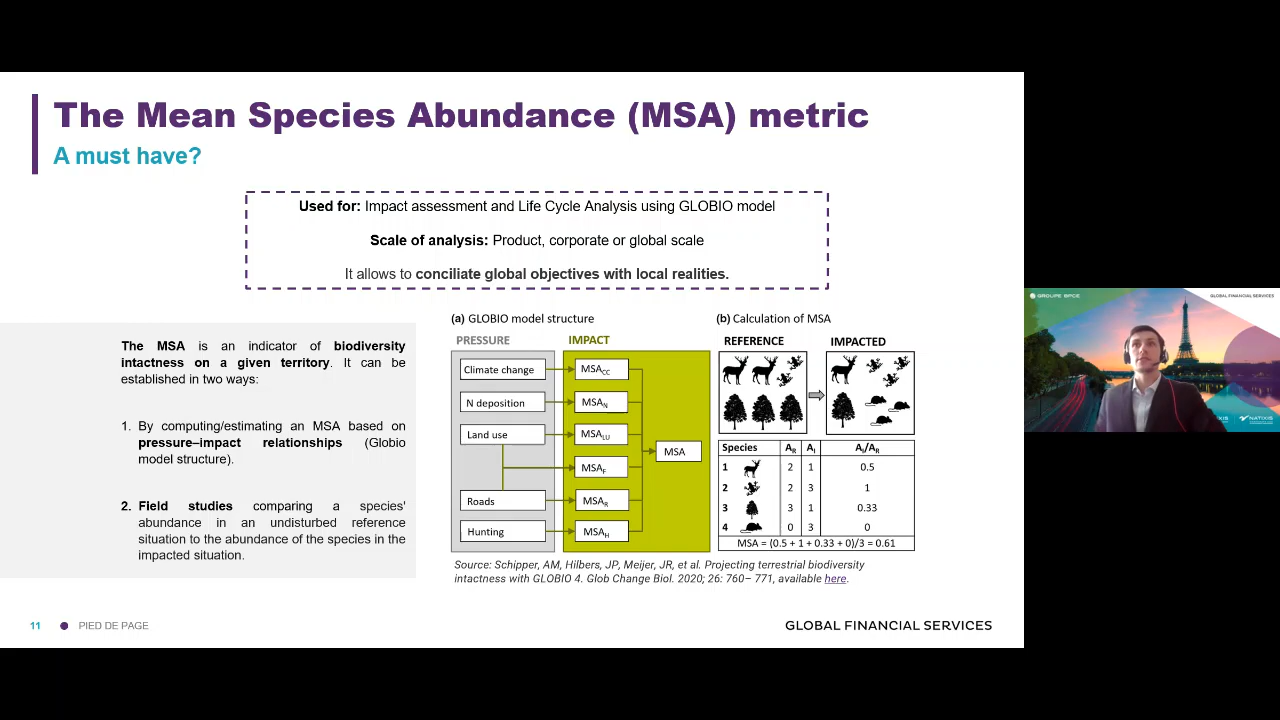 The Mean Species Abundance (MSA) metric
A must have?
Used for: Impact assessment and Life Cycle Analysis using GLOBIO model
Scale of analysis: Product, corporate or global scale
It allows to conciliate global objectives with local realities.
The MSA is an indicator of biodiversity
intactness on a given territory. It can be
established in two ways:
1. By computing/estimating an MSA based on
pressure–impact relationships (Globio
model structure).
2. Field studies comparing a species'
abundance in an undisturbed reference
situation to the abundance of the species in the
impacted situation.
(a) GLOBIO model structure
PRESSURE IMPACT
Climate change MSACC
N deposition MSAN
Land use MSALU
MSA
MSAF
Roads MSAR
Hunting MSAH
(b) Calculation of MSA
REFERENCE IMPACTED
Species AR AI AI/AR
1 2 1 0.5
2 2 3 1
3 3 1 0.33
4 0 3 0
MSA = (0.5 + 1 + 0.33 + 0)/3 = 0.61
Source: Schipper, AM, Hilbers, JP, Meijer, JR, et al. Projecting terrestrial biodiversity
intactness with GLOBIO 4. Glob Change Biol. 2020; 26: 760– 771, available here.
11 PIED DE PAGE
GLOBAL FINANCIAL SERVICES
GROUPE BPCE
GLOBAL FINANCIAL SERVICES
NATIXIS